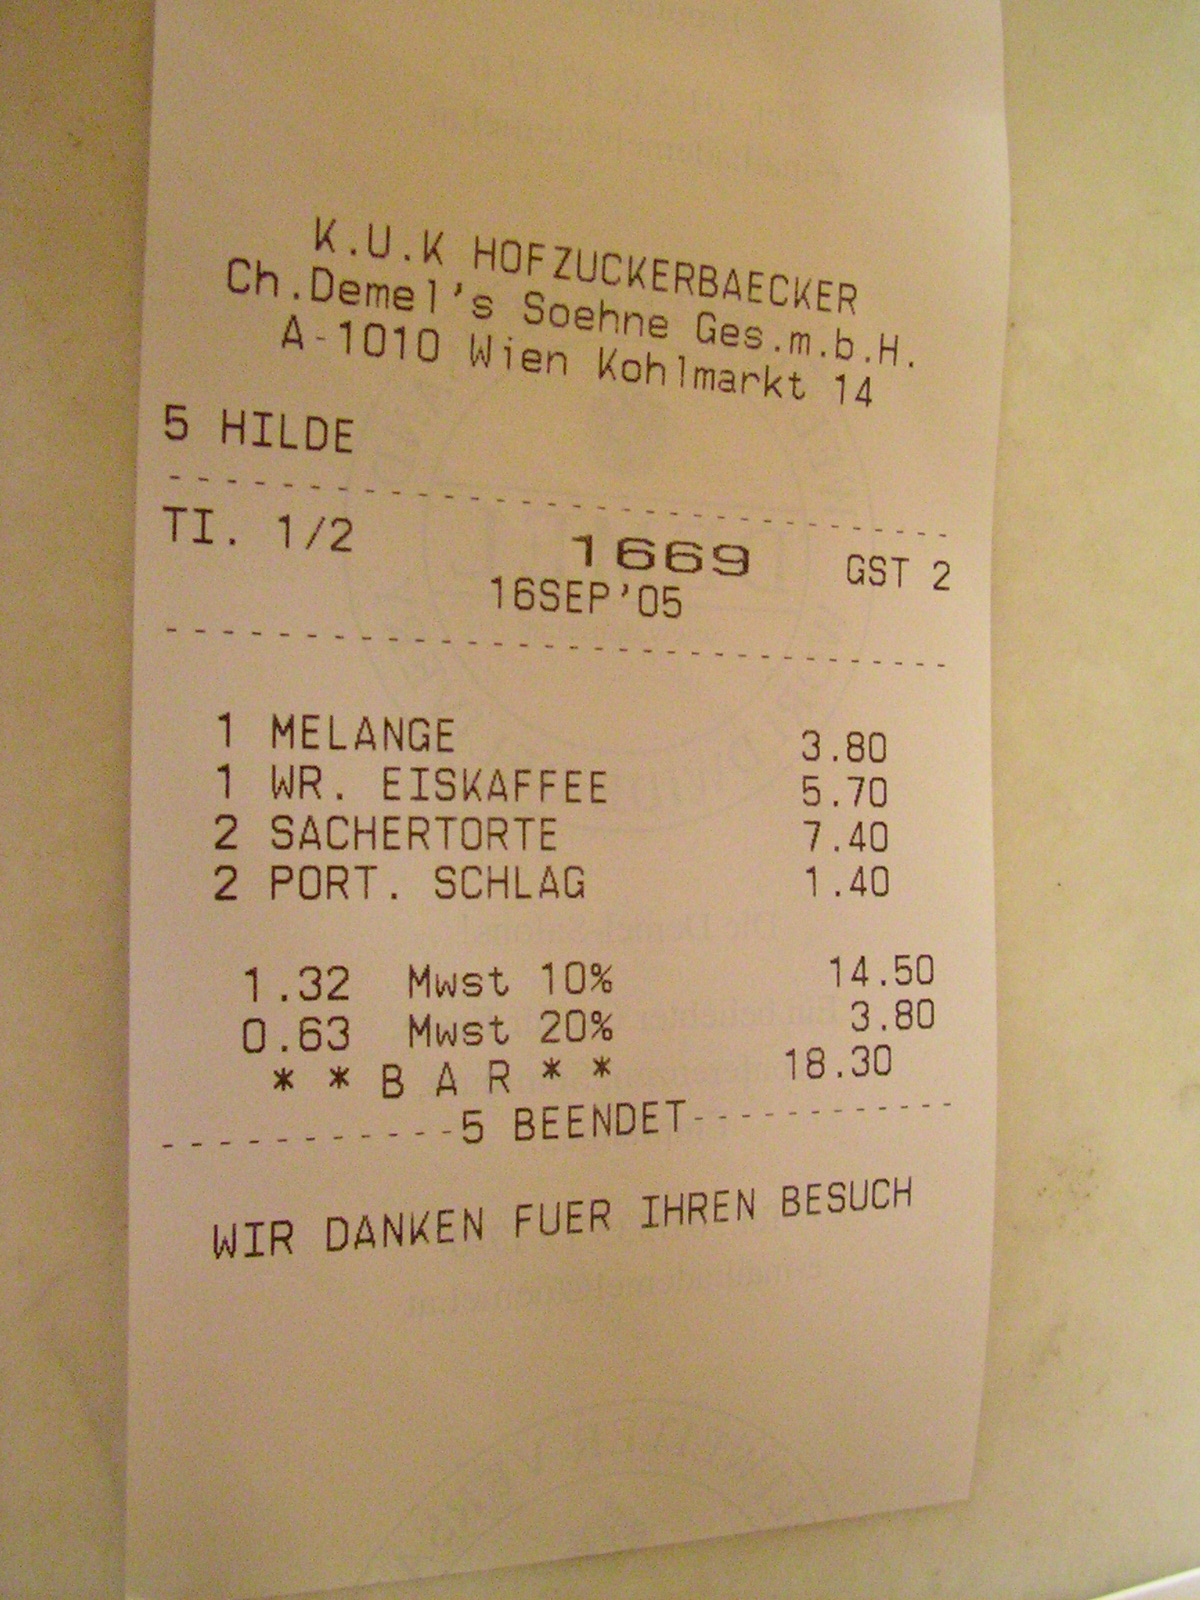 K.U.K HOFZUCKERBAECKER
Ch.Demel's Soehne Ges.m.b.H.
A-1010 Wien Kohlmarkt 14
5 HILDE
TI. 1/2 1669 GST 2
16SEP'05
1 MELANGE 3.80
1 WR. EISKAFFEE 5.70
2 SACHERTORTE 7.40
2 PORT. SCHLAG 1.40
1.32 Mwst 10% 14.50
0.63 Mwst 20% 3.80
* * B A R * * 18.30
-----------5 BEENDET----------
WIR DANKEN FUER IHREN BESUCH